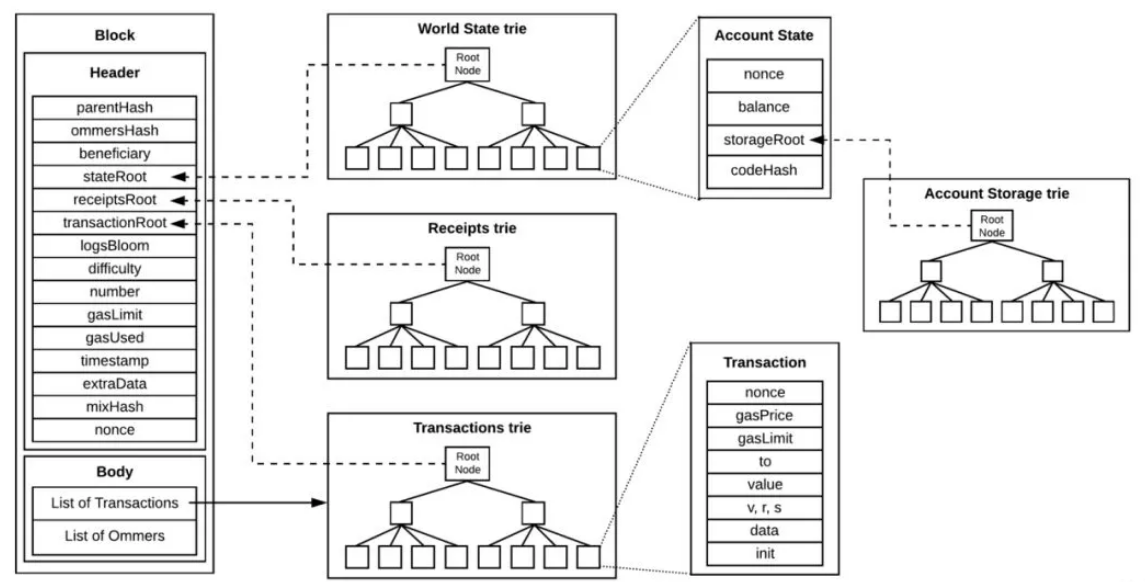 Block
Header
parentHash
ommersHash
beneficiary
stateRoot
receiptsRoot
transactionRoot
logsBloom
difficulty
number
gasLimit
gasUsed
timestamp
extraData
mixHash
nonce
Body
List of Transactions
List of Ommers
World State trie
Root
Node
Receipts trie
Root
Node
Transactions trie
Root
Node
Account State
nonce
balance
storageRoot
codeHash
Account Storage trie
Root
Node
Transaction
nonce
gasPrice
gasLimit
to
value
v, r, s
data
init